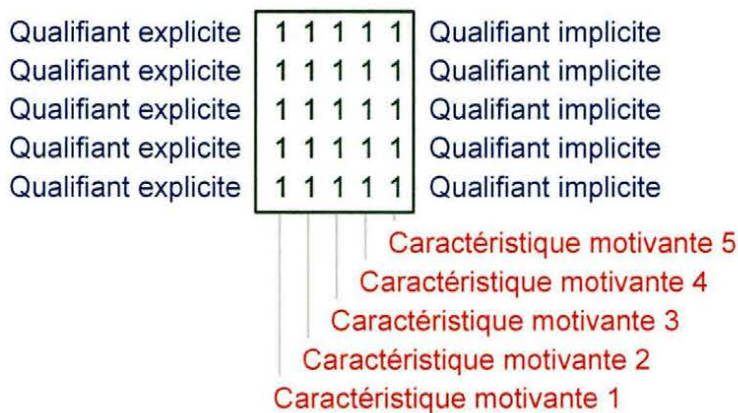 Qualifiant explicite 1 1 1 1 1 Qualifiant implicite
Qualifiant explicite 1 1 1 1 1 Qualifiant implicite
Qualifiant explicite 1 1 1 1 1 Qualifiant implicite
Qualifiant explicite 1 1 1 1 1 Qualifiant implicite
Qualifiant explicite 1 1 1 1 1 Qualifiant implicite
Caractéristique motivante 5
Caractéristique motivante 4
Caractéristique motivante 3
Caractéristique motivante 2
Caractéristique motivante 1